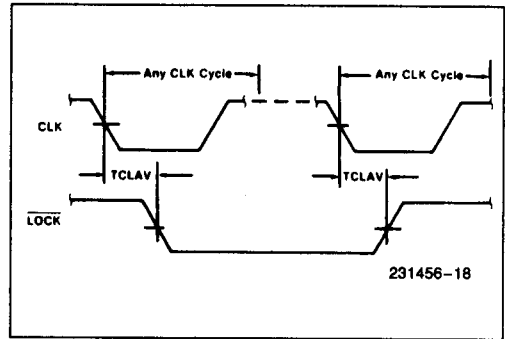 Any CLK Cycle Any CLK Cycle
CLK
TCLAV TCLAV
LOCK
231456-18